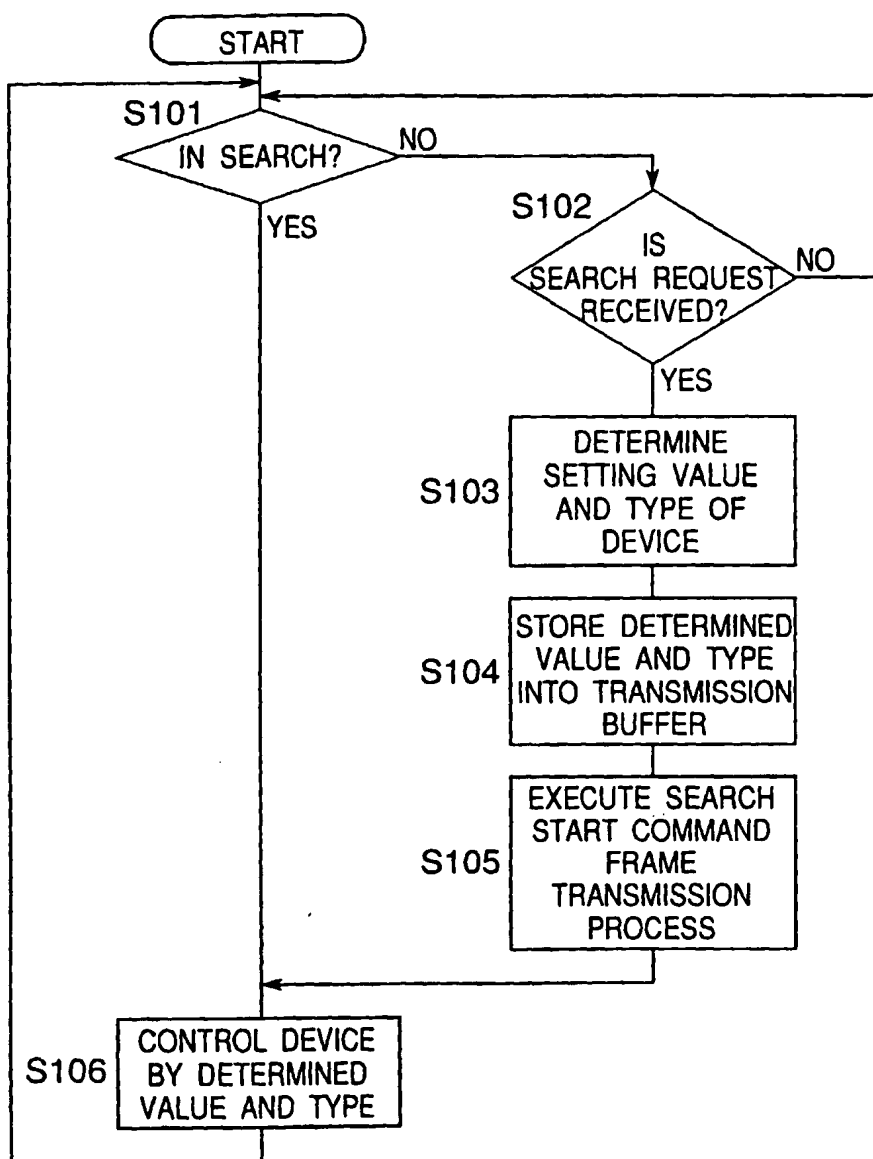 START
S101
IN SEARCH?
NO
YES
S102
IS
SEARCH REQUEST
RECEIVED?
NO
YES
S103
DETERMINE
SETTING VALUE
AND TYPE OF
DEVICE
S104
STORE DETERMINED
VALUE AND TYPE
INTO TRANSMISSION
BUFFER
S105
EXECUTE SEARCH
START COMMAND
FRAME
TRANSMISSION
PROCESS
S106
CONTROL DEVICE
BY DETERMINED
VALUE AND TYPE